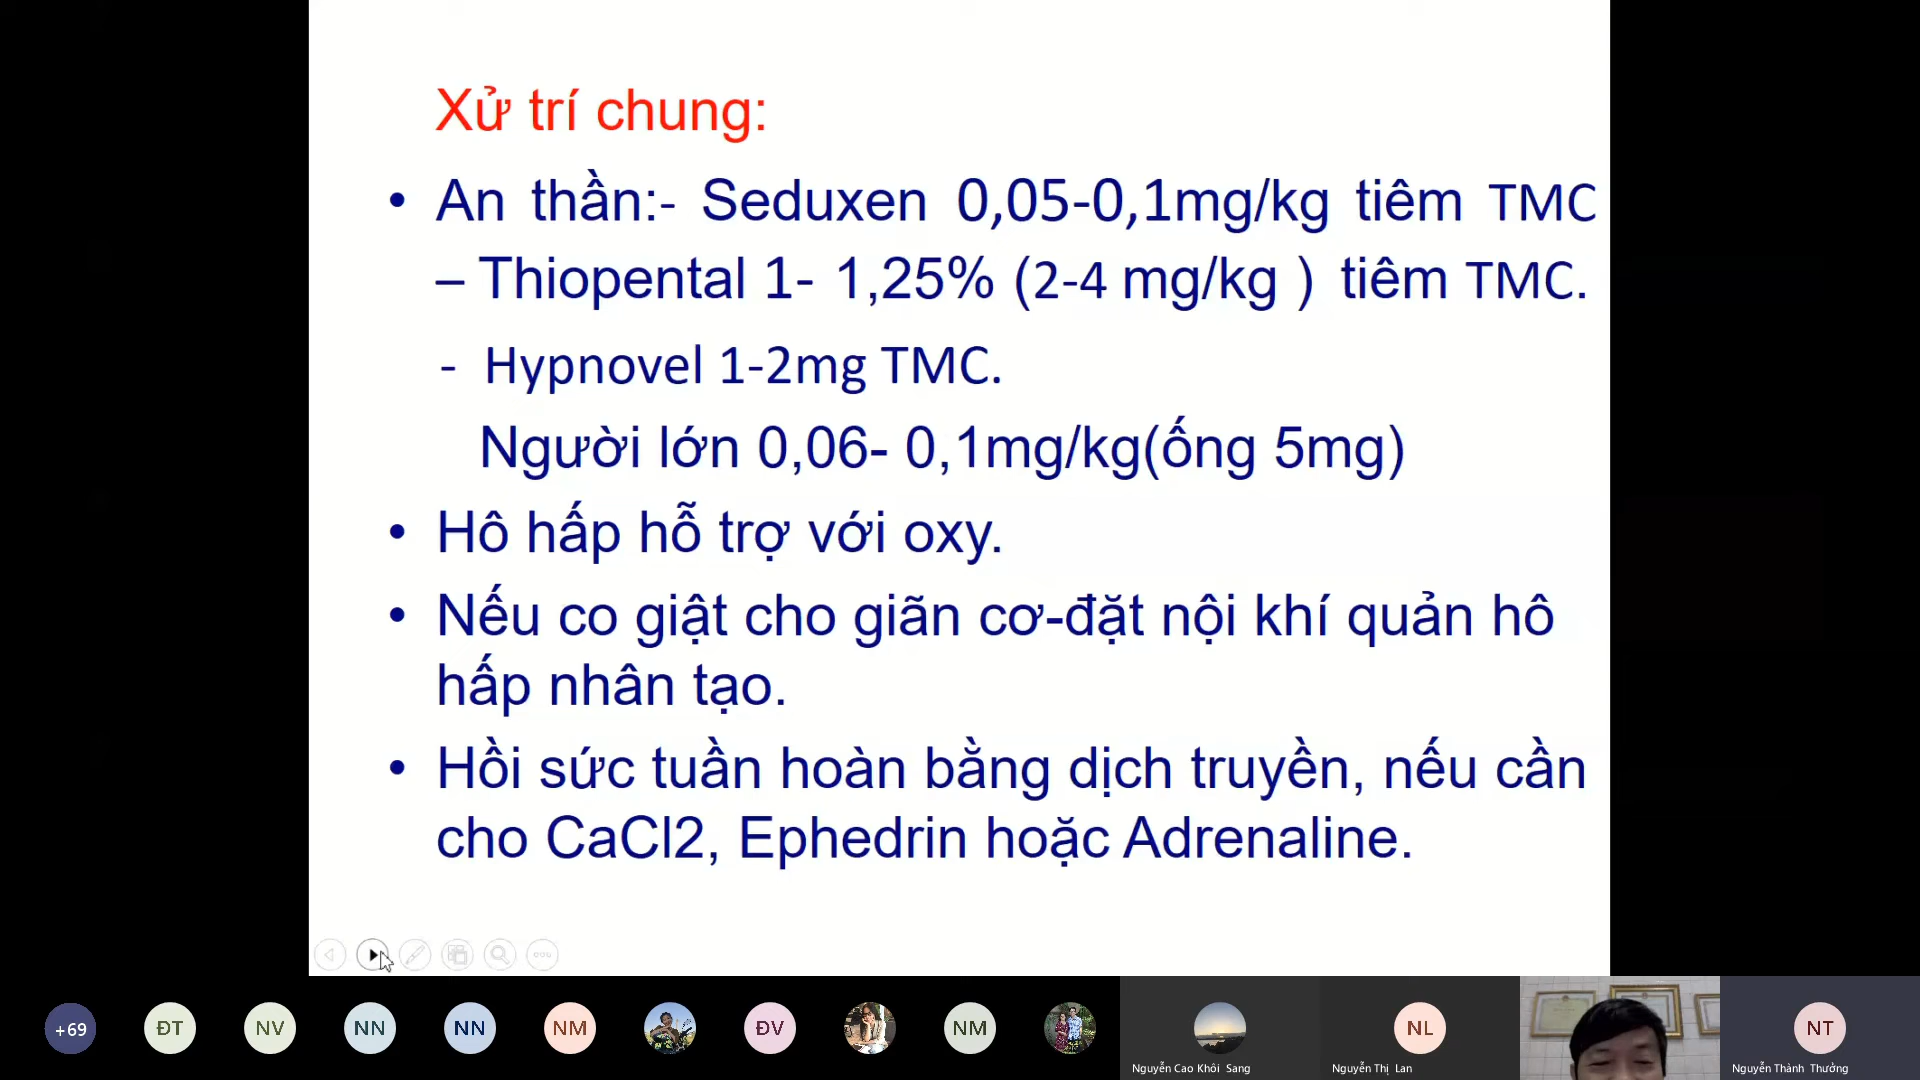 Xử trí chung:
• An thần:- Seduxen 0,05-0,1mg/kg tiêm TMC
– Thiopental 1- 1,25% (2-4 mg/kg ) tiêm TMC.
- Hypnovel 1-2mg TMC.
Người lớn 0,06- 0,1mg/kg(ống 5mg)
• Hô hấp hỗ trợ với oxy.
• Nếu co giật cho giãn cơ-đặt nội khí quản hô
hấp nhân tạo.
• Hồi sức tuần hoàn bằng dịch truyền, nếu cần
cho CaCl2, Ephedrin hoặc Adrenaline.
+69
ĐT
NV
NN
NN
NM
ĐV
NM
Nguyễn Cao Khôi Sang
NL
Nguyễn Thị Lan
NT
Nguyễn Thành Thưởng